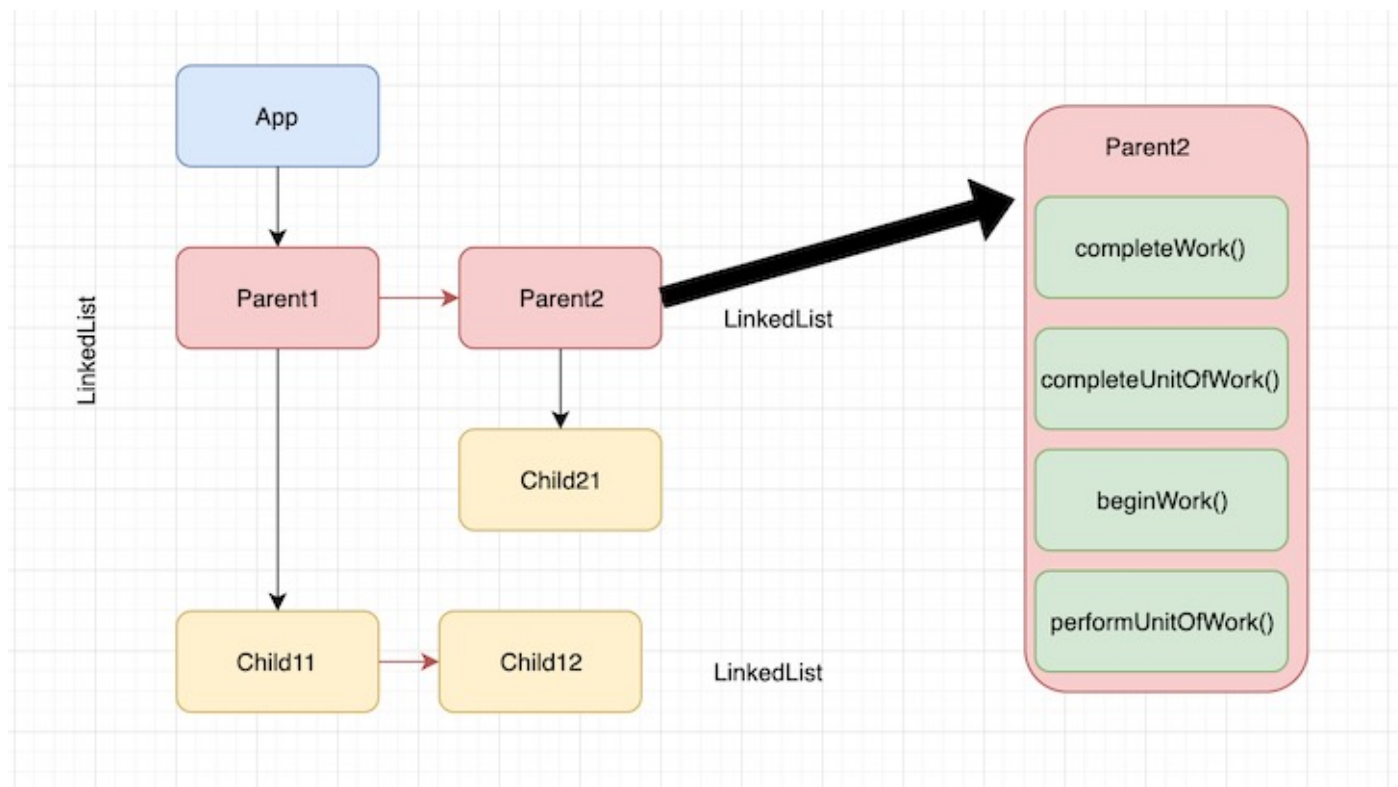 App
Parent2
completeWork()
LinkedList
Parent1
Parent2
LinkedList
completeUnitOfWork()
Child21
beginWork()
performUnitOfWork()
Child11
Child12
LinkedList